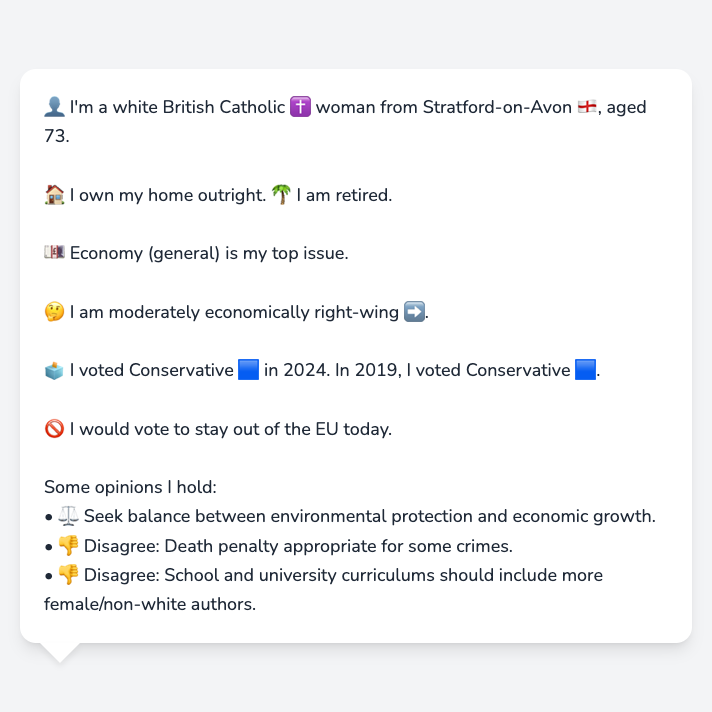 👤 I'm a white British Catholic ✝️ woman from Stratford-on-Avon 🏴󠁧󠁢󠁥󠁮󠁧󠁿, aged
73.
🏠 I own my home outright. 🌴 I am retired.
💷 Economy (general) is my top issue.
🤔 I am moderately economically right-wing ➡️.
🗳️ I voted Conservative 🟦 in 2024. In 2019, I voted Conservative 🟦.
🚫 I would vote to stay out of the EU today.
Some opinions I hold:
• ⚖️ Seek balance between environmental protection and economic growth.
• 👎 Disagree: Death penalty appropriate for some crimes.
• 👎 Disagree: School and university curriculums should include more
female/non-white authors.